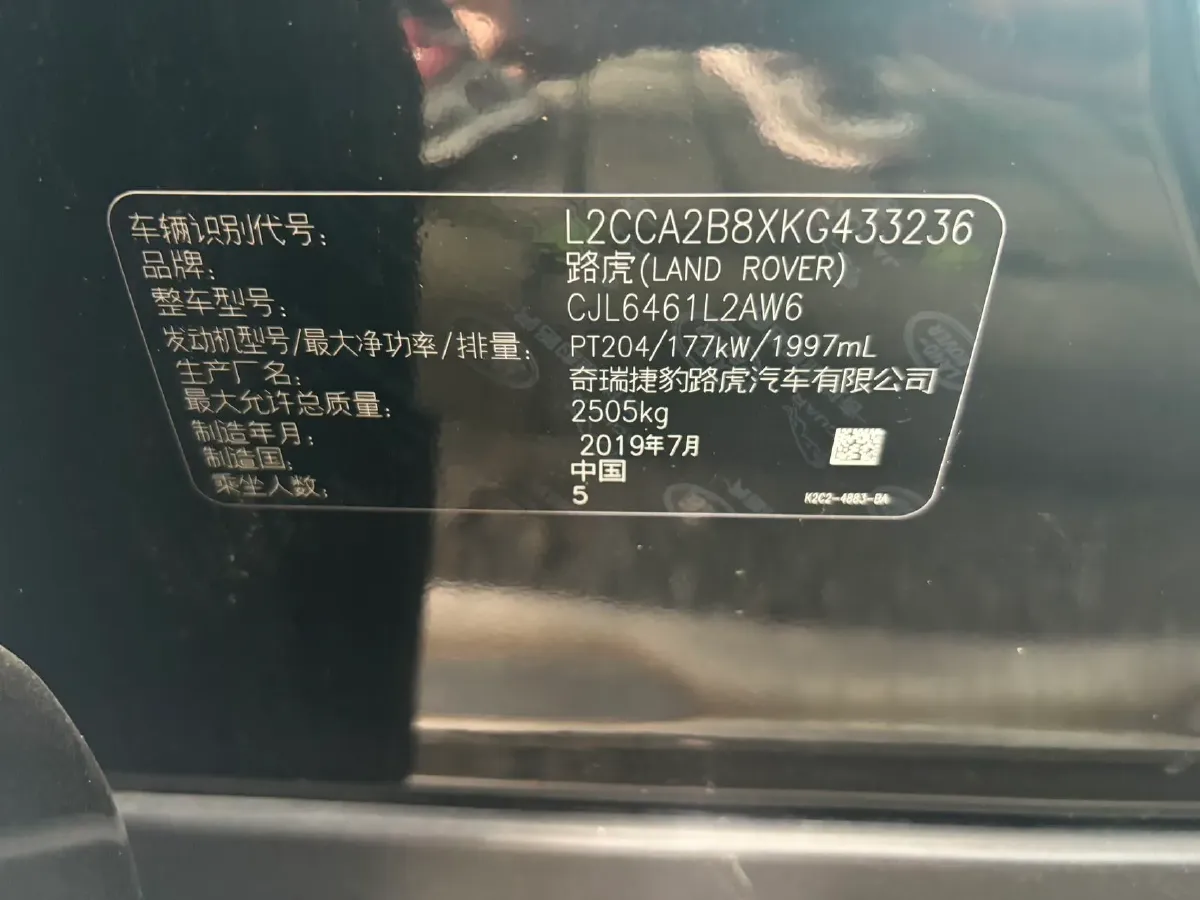 车辆识别代号: L2CCA2B8XKG433236
品牌: 路虎(LAND ROVER)
整车型号: CJL6461L2AW6
发动机型号/最大净功率/排量: PT204/177kW/1997mL
生产厂名: 奇瑞捷豹路虎汽车有限公司
最大允许总质量: 2505kg
制造年月: 2019年7月
制造国: 中国
乘坐人数: 5
K2C2-4883-BA